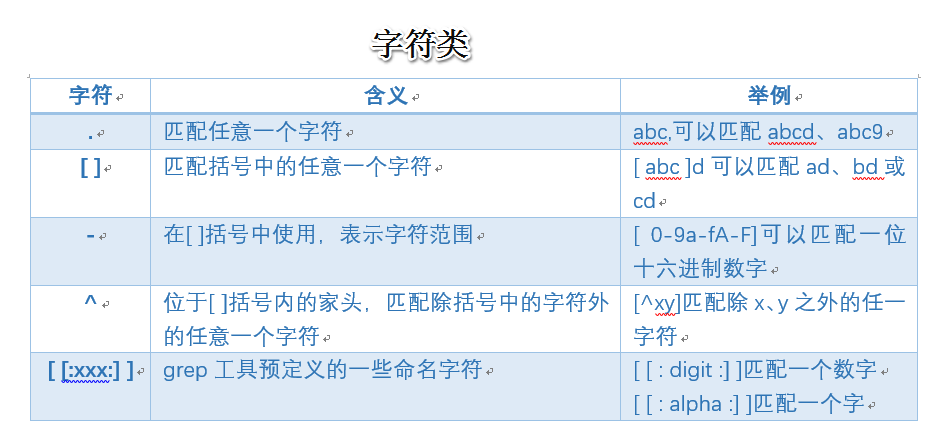 字符类
字符 含义 举例
. 匹配任意一个字符 abc,可以匹配 abcd、abc9
[ ] 匹配括号中的任意一个字符 [ abc ]d 可以匹配 ad、bd 或
cd
- 在[ ]括号中使用，表示字符范围 [ 0-9a-fA-F]可以匹配一位
十六进制数字
^ 位于[ ]括号内的家头，匹配除括号中的字符外 [^xy]匹配除 x、y 之外的任一
的任意一个字符 字符
[ [:xxx:] ] grep 工具预定义的一些命名字符 [ [ : digit :] ]匹配一个数字
[ [ : alpha :] ]匹配一个字